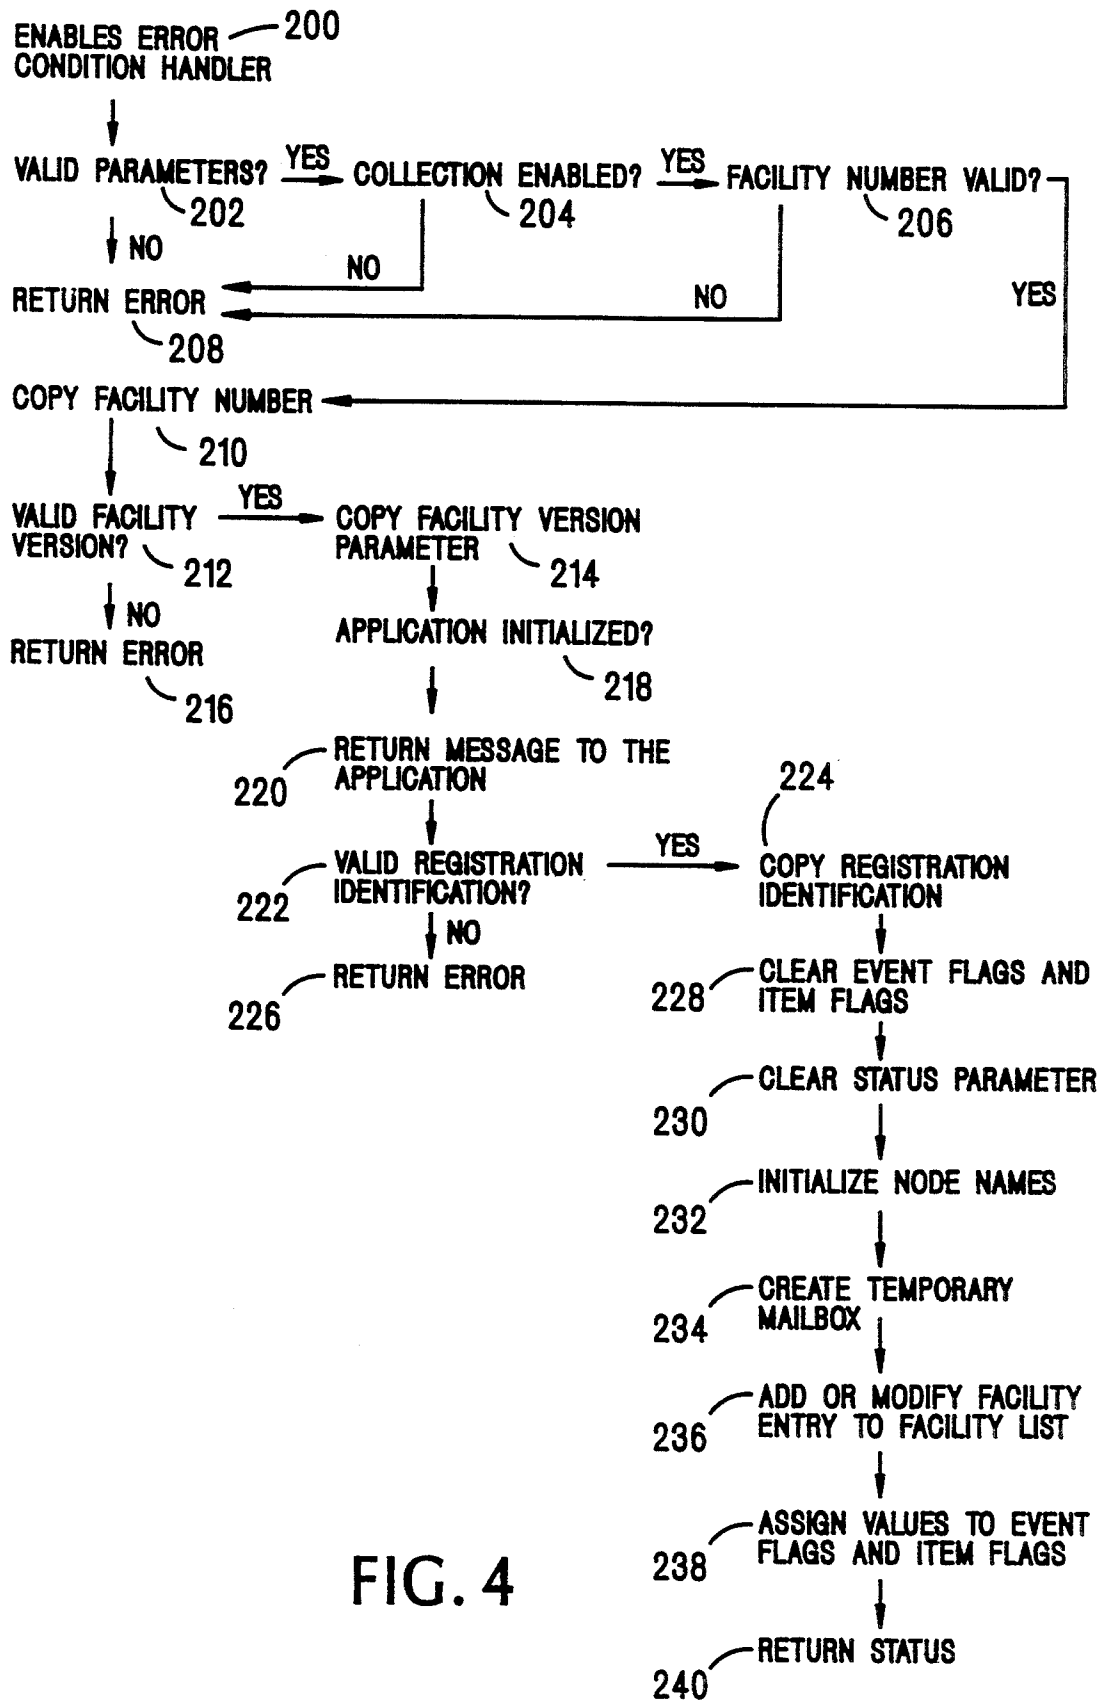 ENABLES ERROR
CONDITION HANDLER
200
VALID PARAMETERS?
202
YES
COLLECTION ENABLED?
204
YES
FACILITY NUMBER VALID?
206
NO
NO
NO
YES
RETURN ERROR
208
COPY FACILITY NUMBER
210
VALID FACILITY
VERSION?
212
YES
COPY FACILITY VERSION
PARAMETER
214
NO
RETURN ERROR
216
APPLICATION INITIALIZED?
218
RETURN MESSAGE TO THE
APPLICATION
220
VALID REGISTRATION
IDENTIFICATION?
222
YES
224
COPY REGISTRATION
IDENTIFICATION
NO
RETURN ERROR
226
CLEAR EVENT FLAGS AND
ITEM FLAGS
228
CLEAR STATUS PARAMETER
230
INITIALIZE NODE NAMES
232
CREATE TEMPORARY
MAILBOX
234
ADD OR MODIFY FACILITY
ENTRY TO FACILITY LIST
236
ASSIGN VALUES TO EVENT
FLAGS AND ITEM FLAGS
238
RETURN STATUS
240
FIG. 4